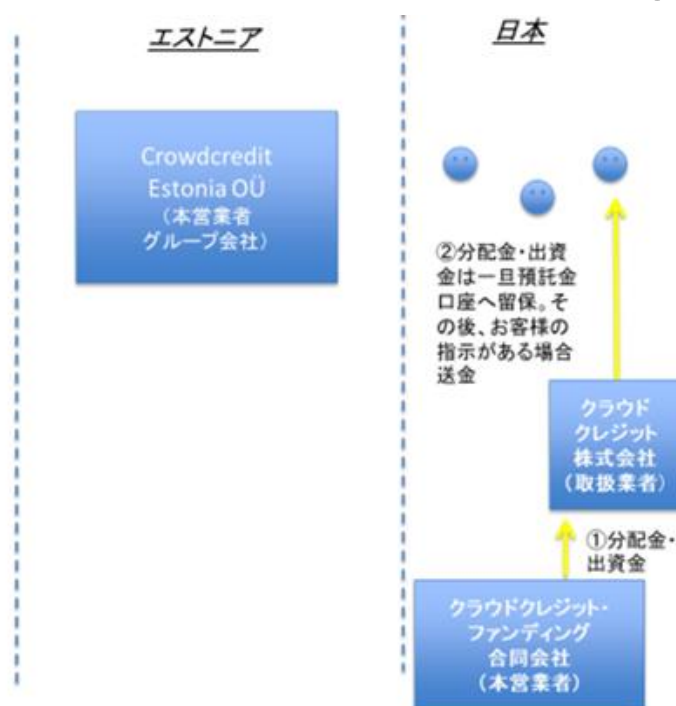 エストニア
日本
Crowdcredit
Estonia OÜ
（本営業者
グループ会社）
②分配金・出資
金は一旦預託金
口座へ留保。そ
の後、お客様の
指示がある場合
送金
クラウド
クレジット
株式会社
（取扱業者）
①分配金・
出資金
クラウドクレジット・
ファンディング
合同会社
（本営業者）